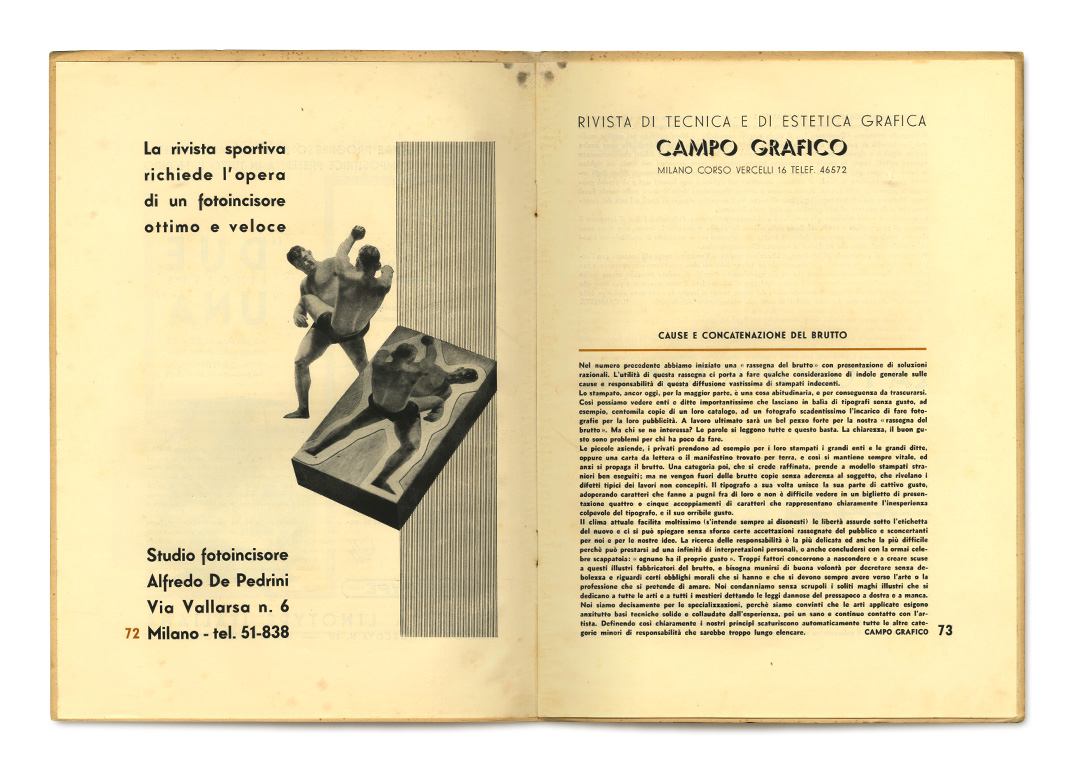 La rivista sportiva
richiede l'opera
di un fotoincisore
ottimo e veloce
Studio fotoincisore
Alfredo De Pedrini
Via Vallarsa n. 6
72 Milano - tel. 51-838
RIVISTA DI TECNICA E DI ESTETICA GRAFICA
CAMPO GRAFICO
MILANO CORSO VERCELLI 16 TELEF. 46572
CAUSE E CONCATENAZIONE DEL BRUTTO
Nel numero precedente abbiamo iniziato una « rassegna del brutto » con presentazione di soluzioni
razionali. L'utilità di questa rassegna ci porta a fare qualche considerazione di indole generale sulle
cause e responsabilità di questa diffusione vastissima di stampati indecenti.
Lo stampato, ancor oggi, per la maggior parte, è una cosa abitudinaria, e per conseguenza da trascurarsi.
Così possiamo vedere enti o ditte importantissime che lasciano in balia di tipografi senza gusto, ad
esempio, centomila copie di un loro catalogo, ad un fotografo scadentissimo l'incarico di fare foto-
grafie per la loro pubblicità. A lavoro ultimato sarà un bel pezzo forte per la nostra « rassegna del
brutto ». Ma chi se ne interessa? Le parole si leggono tutte e questo basta. La chiarezza, il buon gu-
sto sono problemi per chi ha poco da fare.
Le piccole aziende, i privati prendono ad esempio per i loro stampati i grandi enti e le grandi ditte,
oppure una carta da lettera o il manifestino trovato per terra, e così si mantiene sempre vitale, ed
anzi si propaga il brutto. Una categoria poi, che si crede raffinata, prende a modello stampati stra-
nieri ben eseguiti; ma ne vengon fuori delle brutte copie senza aderenza al soggetto, che rivelano i
difetti tipici dei lavori non concepiti. Il tipografo a sua volta unisce la sua parte di cattivo gusto,
adoperando caratteri che fanno a pugni fra di loro e non è difficile vedere in un biglietto di presen-
tazione quattro o cinque accoppiamenti di caratteri che rappresentano chiaramente l'inesperienza
colpevole del tipografo, e il suo orribile gusto.
Il clima attuale facilita moltissimo (s'intende sempre ai disonesti) le libertà assurde sotto l'etichetta
del nuovo e ci si può spiegare senza sforzo certe accettazioni rassegnate del pubblico e sconcertanti
per noi e per le nostre idee. La ricerca delle responsabilità è la più delicata ed anche la più difficile
perchè può prestarsi ad una infinità di interpretazioni personali, o anche concludersi con la ormai cele-
bre scappatoia: « ognuno ha il proprio gusto ». Troppi fattori concorrono a nascondere e a creare scuse
a questi illustri fabbricatori del brutto, e bisogna munirsi di buona volontà per decretare senza de-
bolezza e riguardi certi obblighi morali che si hanno e che si devono sempre avere verso l'arte o la
professione che si pretende di amare. Noi condanniamo senza scrupoli i soliti maghi illustri che si
dedicano a tutte le arti e a tutti i mestieri dettando le leggi dannose del pressapoco a destra e a manca.
Noi siamo decisamente per le specializzazioni, perchè siamo convinti che le arti applicate esigono
anzitutto basi tecniche solide e collaudate dall'esperienza, poi un sano e continuo contatto con l'ar-
tista. Definendo così chiaramente i nostri principî scaturiscono automaticamente tutte le altre cate-
gorie minori di responsabilità che sarebbe troppo lungo elencare. CAMPO GRAFICO 73